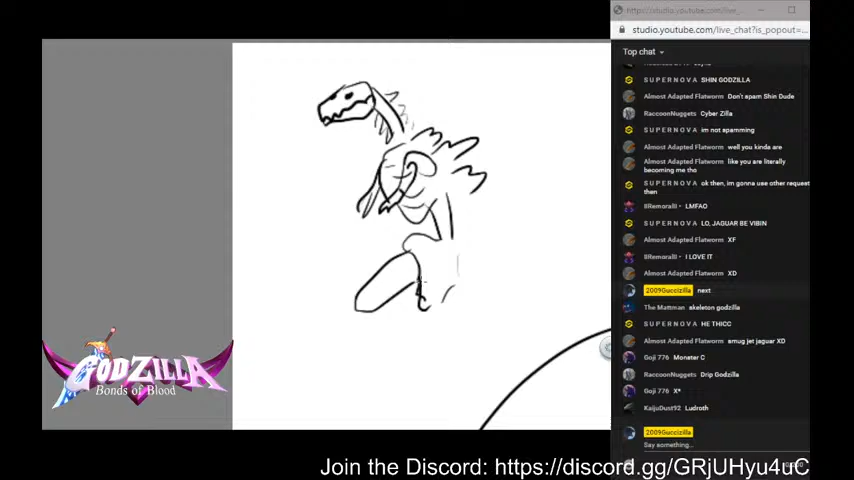 https://studio.youtube.com/live_
studio.youtube.com/live_chat?is_popout=...
Top chat
S U P E R N O V A SHIN GODZILLA
Almost Adapted Flatworm Don't spam Shin Dude
RaccoonNuggets Cyber Zilla
S U P E R N O V A im not spamming
Almost Adapted Flatworm well you kinda are
Almost Adapted Flatworm like you are literally
becoming me tho
S U P E R N O V A ok then, im gonna use other request
then
LMFAO
S U P E R N O V A LO, JAGUAR BE VIBIN
Almost Adapted Flatworm XF
I LOVE IT
Almost Adapted Flatworm XD
2009Guccizilla next
The Mattman skeleton godzilla
S U P E R N O V A HE THICC
Almost Adapted Flatworm smug jet jaguar XD
Goji 776 Monster C
RaccoonNuggets Drip Godzilla
Goji 776 X*
KaijuDust92 Ludroth
2009Guccizilla
Say something...
GODZILLA
Bonds of Blood
Join the Discord: https://discord.gg/GRjUHyu4uC